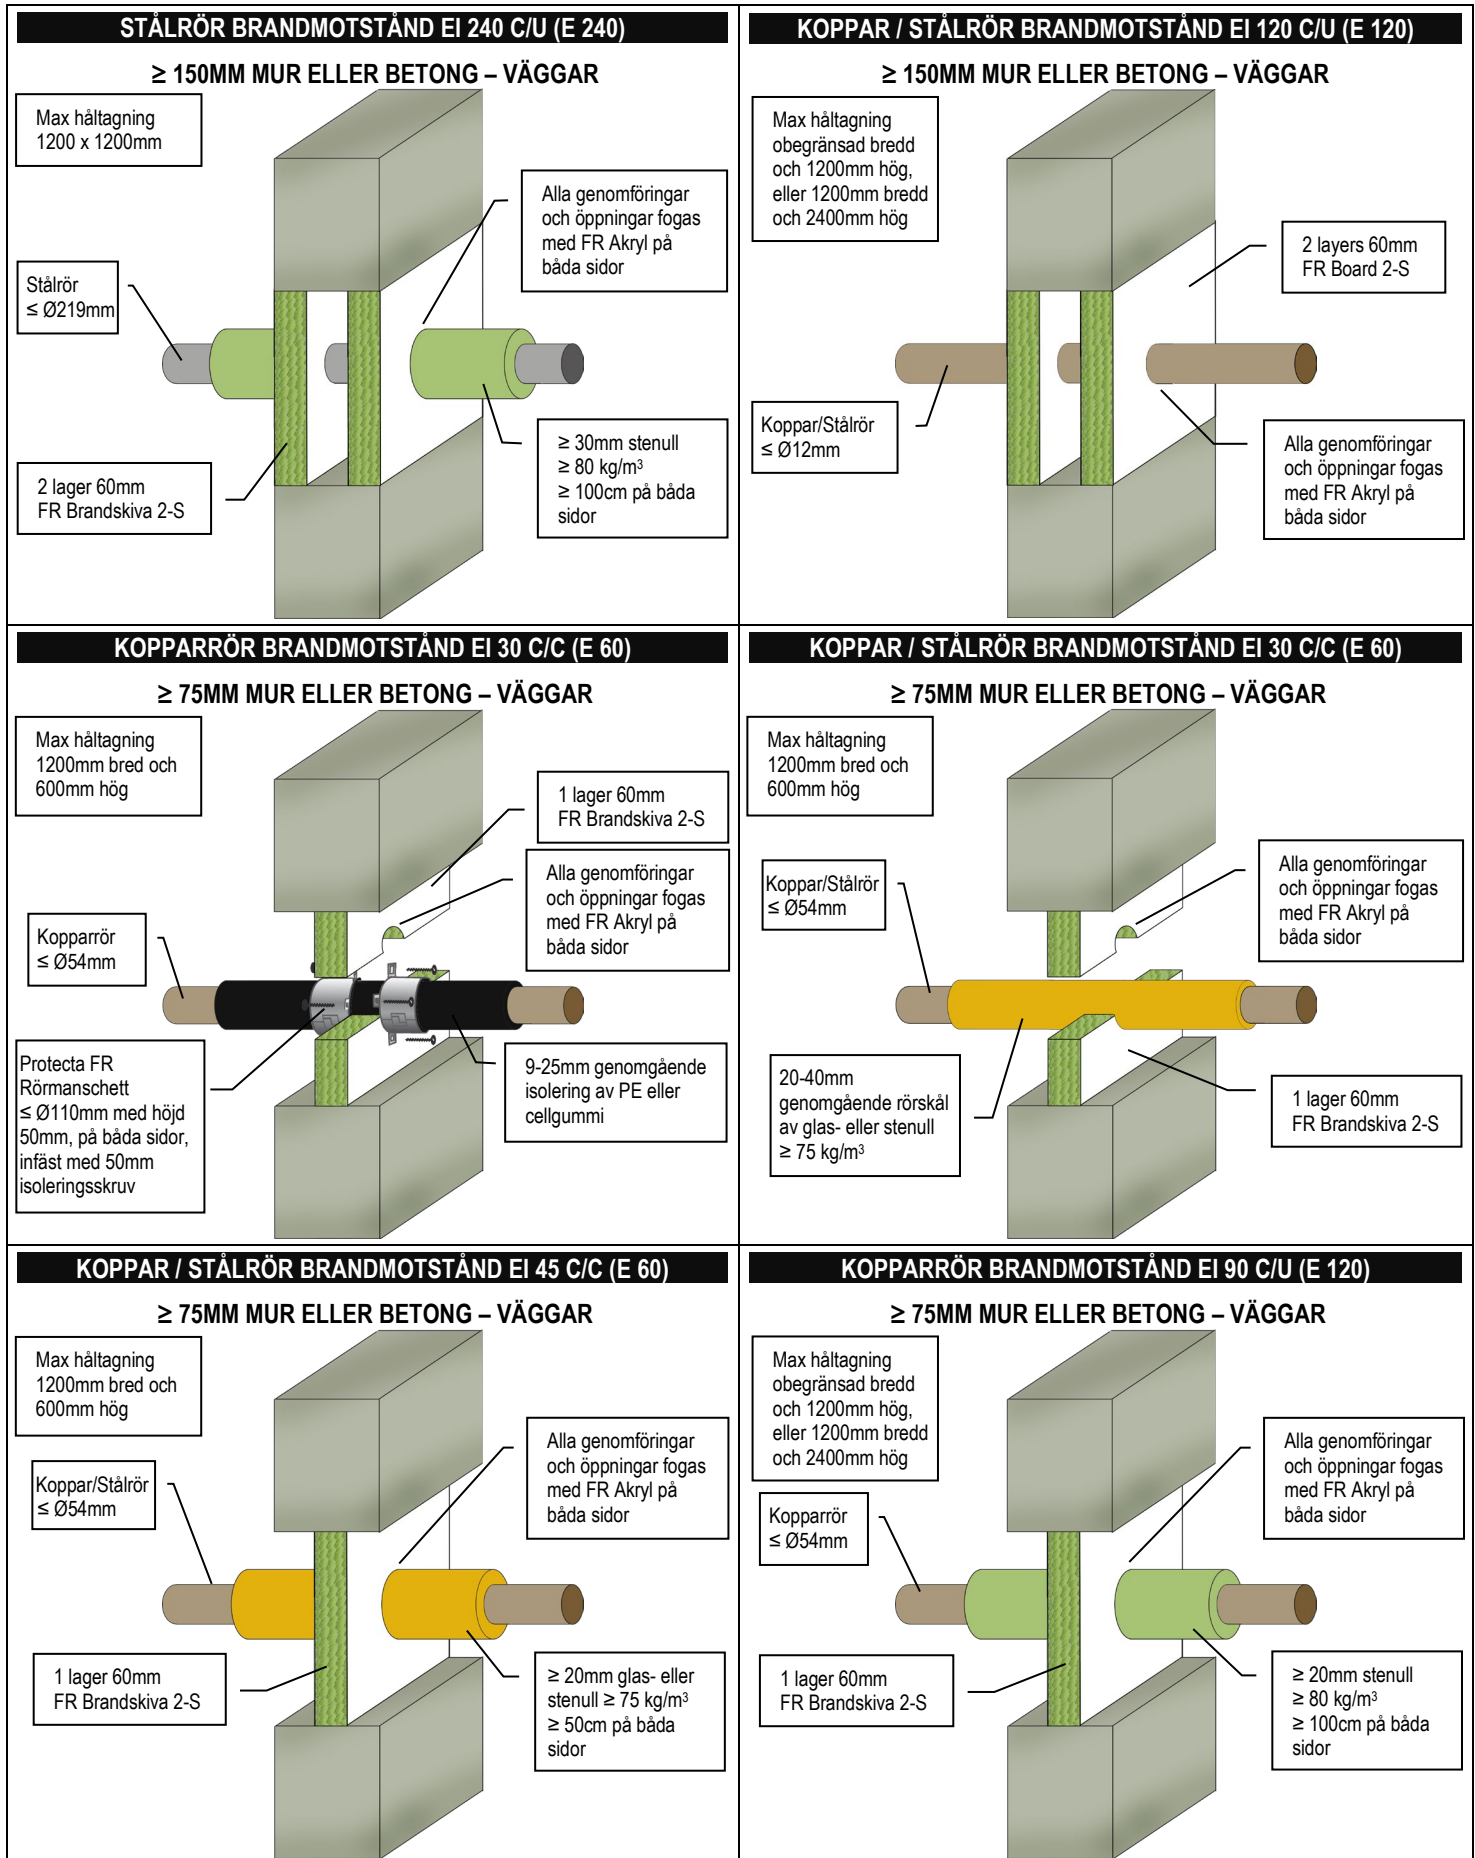 STÅLRÖR BRANDMOTSTÅND EI 240 C/U (E 240)
≥ 150MM MUR ELLER BETONG – VÄGGAR
Max håltagning
1200 x 1200mm
Alla genomföringar
och öppningar fogas
med FR Akryl på
båda sidor
Stålrör
≤ Ø219mm
2 lager 60mm
FR Brandskiva 2-S
≥ 30mm stenull
≥ 80 kg/m³
≥ 100cm på båda
sidor
KOPPAR / STÅLRÖR BRANDMOTSTÅND EI 120 C/U (E 120)
≥ 150MM MUR ELLER BETONG – VÄGGAR
Max håltagning
obegränsad bredd
och 1200mm hög,
eller 1200mm bredd
och 2400mm hög
2 layers 60mm
FR Board 2-S
Koppar/Stålrör
≤ Ø12mm
Alla genomföringar
och öppningar fogas
med FR Akryl på
båda sidor
KOPPARRÖR BRANDMOTSTÅND EI 30 C/C (E 60)
≥ 75MM MUR ELLER BETONG – VÄGGAR
Max håltagning
1200mm bred och
600mm hög
1 lager 60mm
FR Brandskiva 2-S
Alla genomföringar
och öppningar fogas
med FR Akryl på
båda sidor
Kopparrör
≤ Ø54mm
Protecta FR
Rörmanschett
≤ Ø110mm med höjd
50mm, på båda sidor,
infäst med 50mm
isoleringsskruv
9-25mm genomgående
isolering av PE eller
cellgummi
KOPPAR / STÅLRÖR BRANDMOTSTÅND EI 30 C/C (E 60)
≥ 75MM MUR ELLER BETONG – VÄGGAR
Max håltagning
1200mm bred och
600mm hög
Alla genomföringar
och öppningar fogas
med FR Akryl på
båda sidor
Koppar/Stålrör
≤ Ø54mm
20-40mm
genomgående rörskål
av glas- eller stenull
≥ 75 kg/m³
1 lager 60mm
FR Brandskiva 2-S
KOPPAR / STÅLRÖR BRANDMOTSTÅND EI 45 C/C (E 60)
≥ 75MM MUR ELLER BETONG – VÄGGAR
Max håltagning
1200mm bred och
600mm hög
Alla genomföringar
och öppningar fogas
med FR Akryl på
båda sidor
Koppar/Stålrör
≤ Ø54mm
1 lager 60mm
FR Brandskiva 2-S
≥ 20mm glas- eller
stenull ≥ 75 kg/m³
≥ 50cm på båda
sidor
KOPPARRÖR BRANDMOTSTÅND EI 90 C/U (E 120)
≥ 75MM MUR ELLER BETONG – VÄGGAR
Max håltagning
obegränsad bredd
och 1200mm hög,
eller 1200mm bredd
och 2400mm hög
Alla genomföringar
och öppningar fogas
med FR Akryl på
båda sidor
Kopparrör
≤ Ø54mm
1 lager 60mm
FR Brandskiva 2-S
≥ 20mm stenull
≥ 80 kg/m³
≥ 100cm på båda
sidor